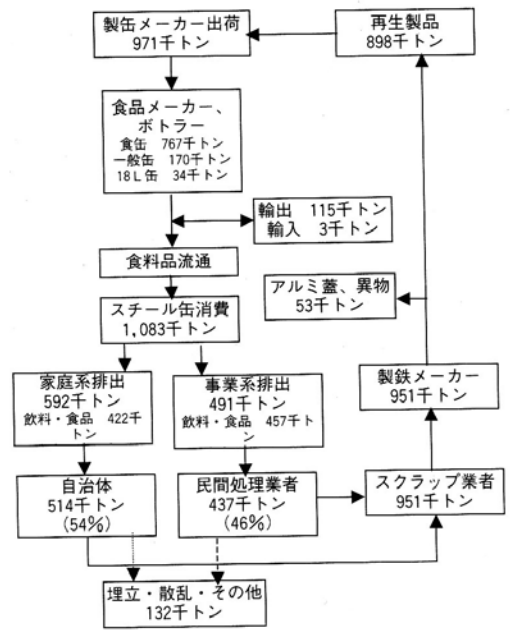 製缶メーカー出荷
971千トン
再生製品
898千トン
食品メーカー、
ボトラー
食缶 767千トン
一般缶 170千トン
18L缶 34千トン
輸出 115千トン
輸入 3千トン
食料品流通
アルミ蓋、異物
53千トン
スチール缶消費
1,083千トン
家庭系排出
592千トン
飲料・食品 422千
トン
事業系排出
491千トン
飲料・食品 457千ト
ン
製鉄メーカー
951千トン
自治体
514千トン
(54%)
民間処理業者
437千トン
(46%)
スクラップ業者
951千トン
埋立・散乱・その他
132千トン